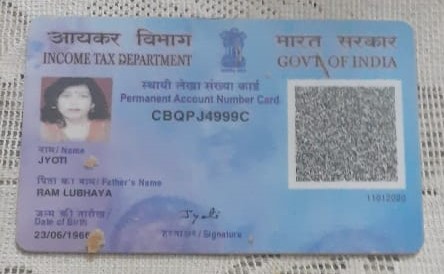 आयकर विभाग
INCOME TAX DEPARTMENT
भारत सरकार
GOVT OF INDIA
स्थायी लेखा संख्या कार्ड
Permanent Account Number Card
CBQPJ4999C
नाम / Name
JYOTI
पिता का नाम / Father's Name
RAM LUBHAYA
जन्म की तारीख /
Date of Birth
23/06/1966
Jyoti
हस्ताक्षर / Signature